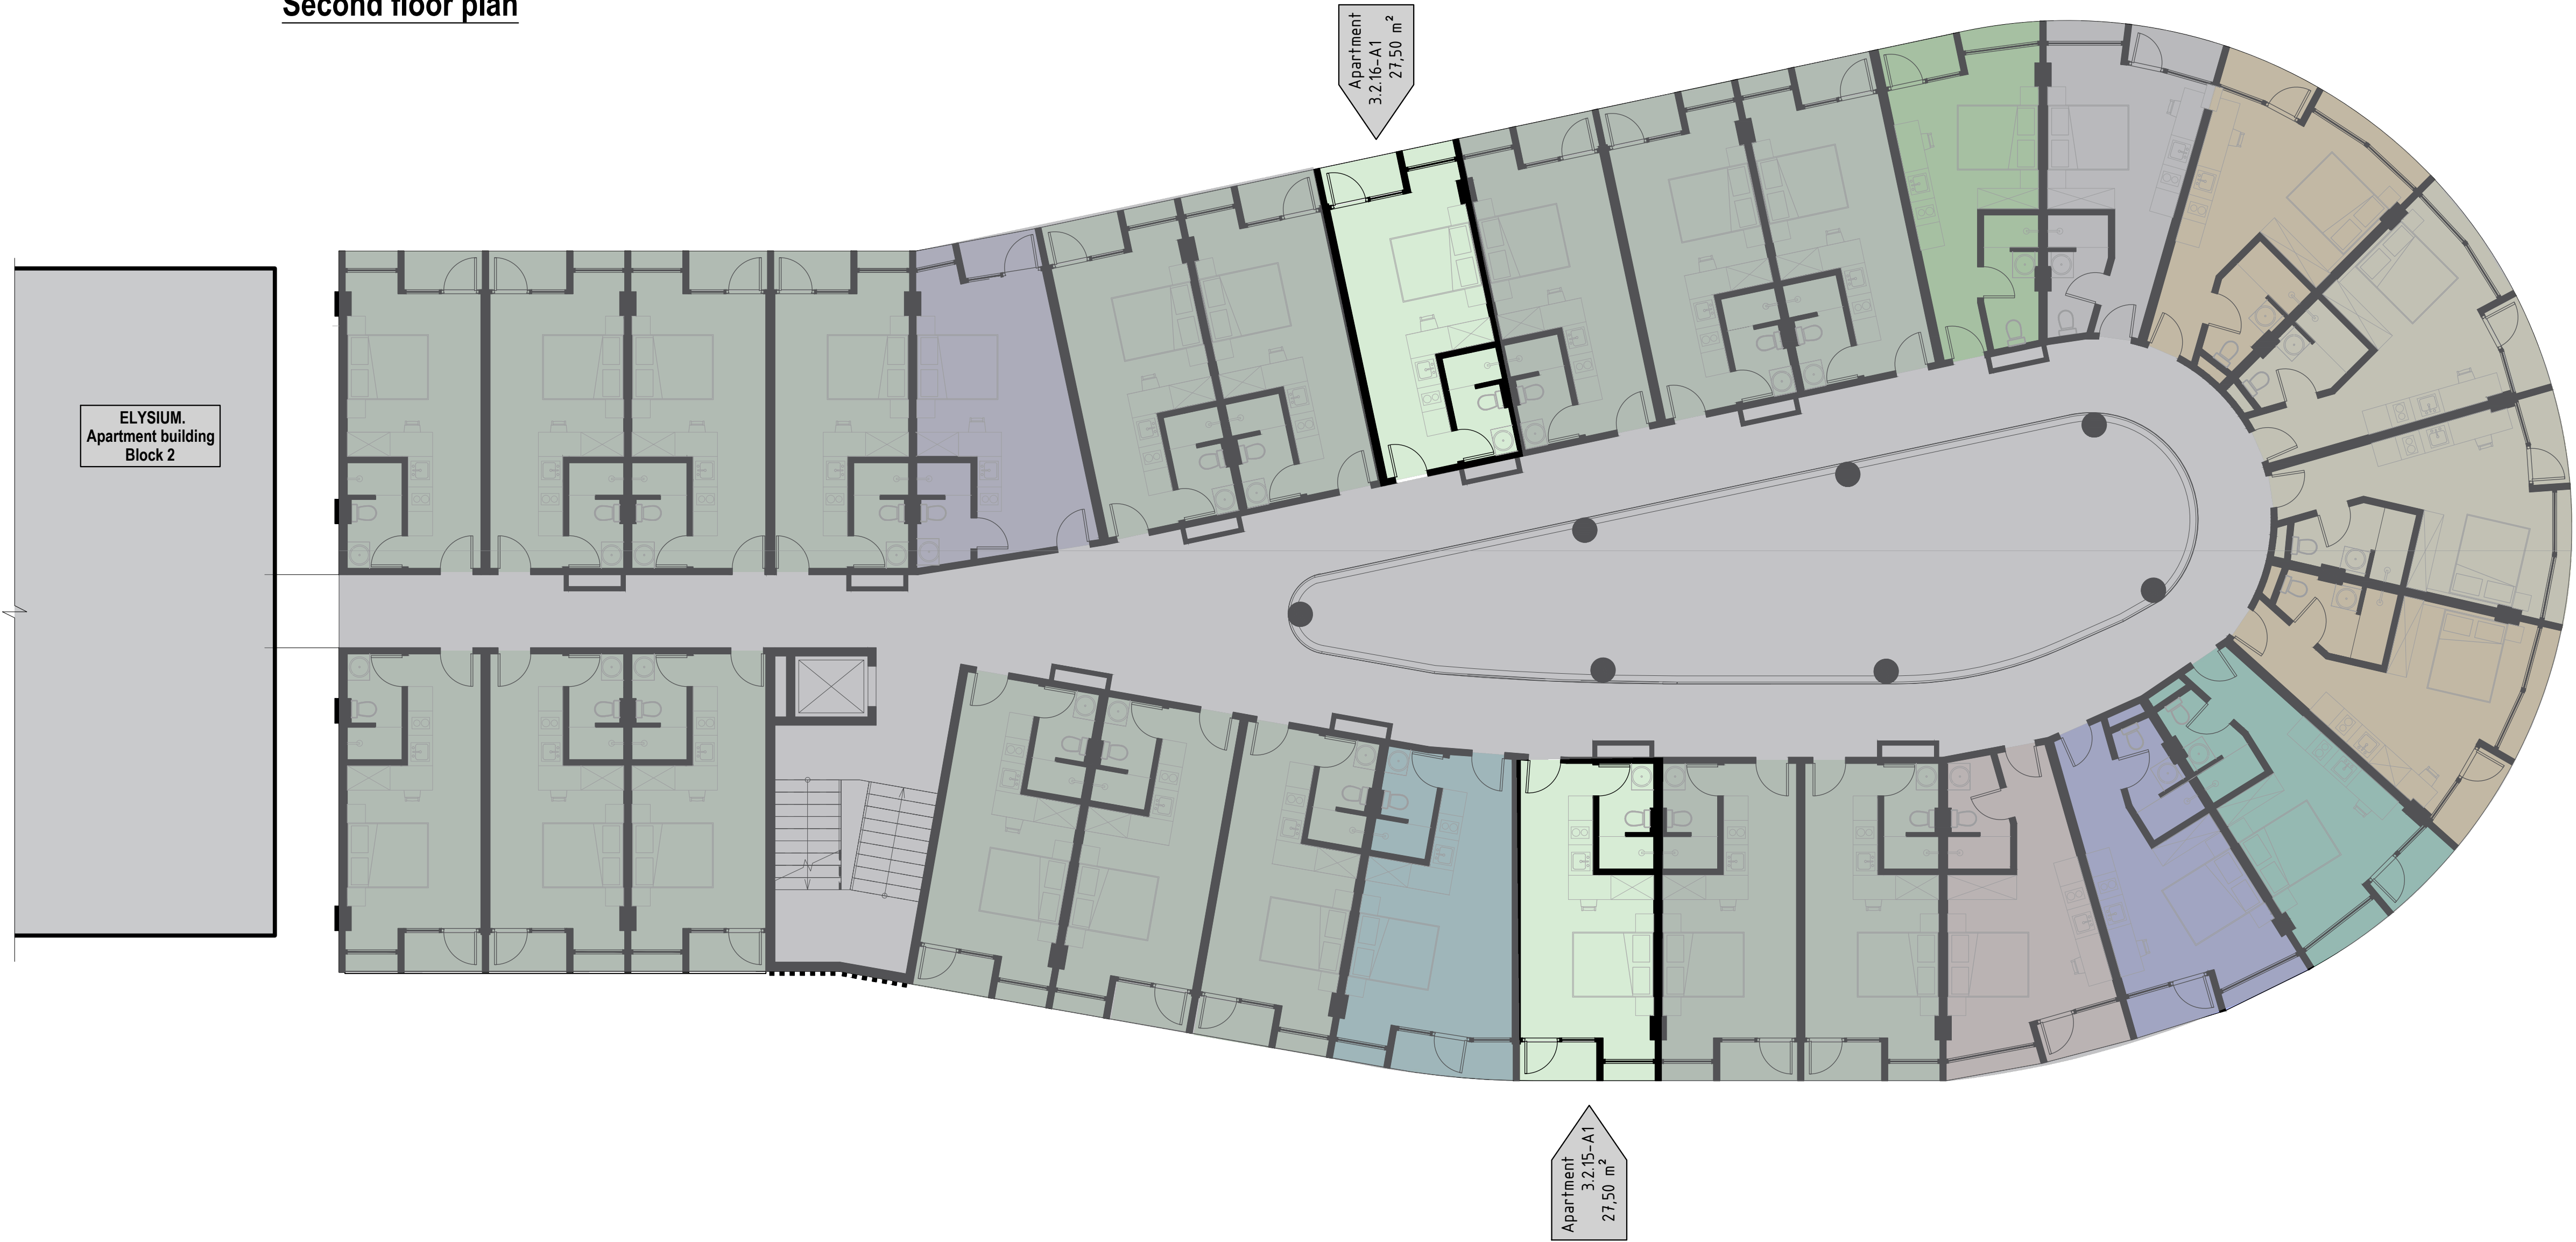 Second floor plan
Apartment
3.2.16-A1
27,50 m²
ELYSIUM.
Apartment building
Block 2
Apartment
3.2.15-A1
27,50 m²